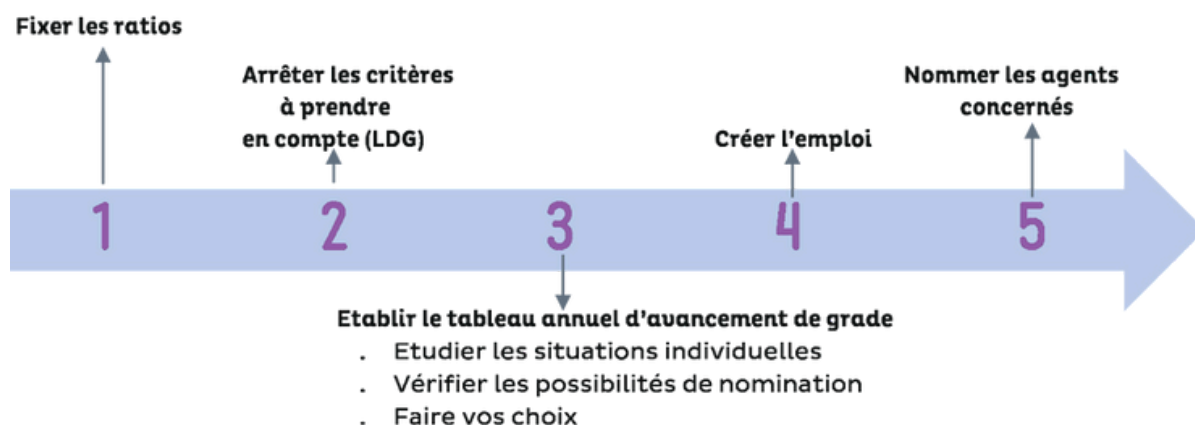 Fixer les ratios
Arrêter les critères
à prendre
en compte (LDG)
Nommer les agents
concernés
Créer l'emploi
1
2
3
4
5
Etablir le tableau annuel d'avancement de grade
. Etudier les situations individuelles
. Vérifier les possibilités de nomination
. Faire vos choix